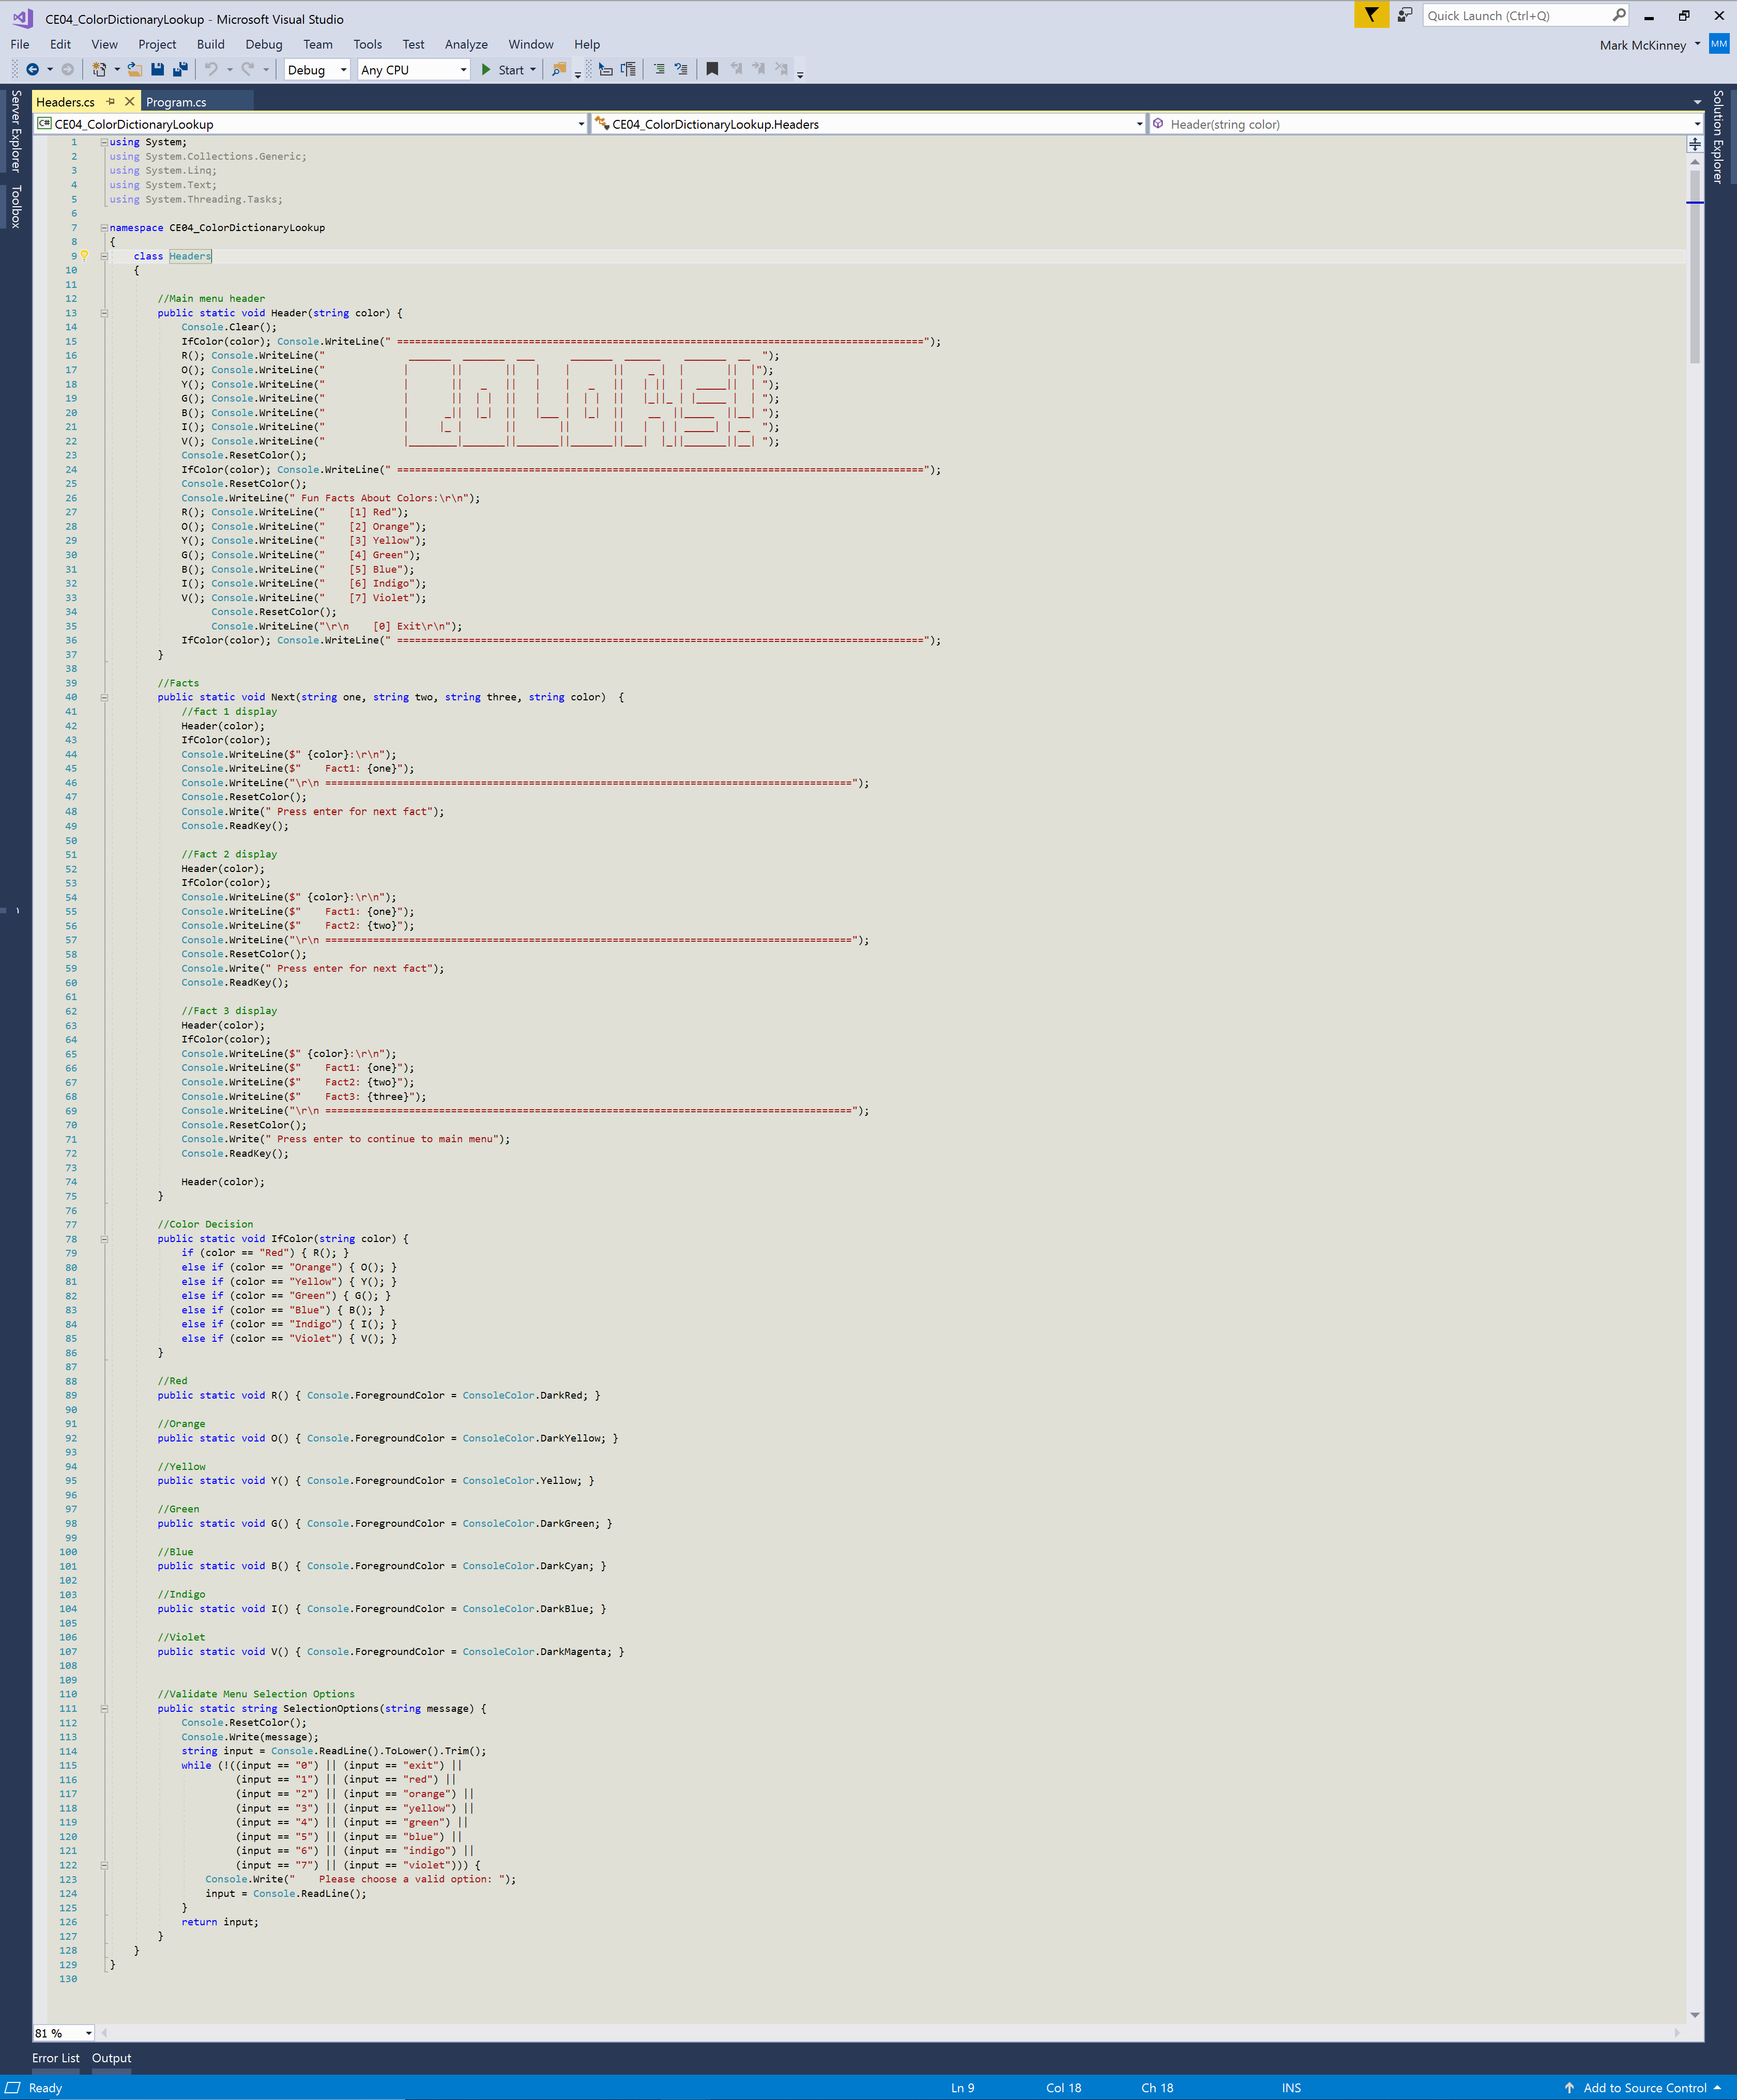 CE04_ColorDictionaryLookup - Microsoft Visual Studio
Quick Launch (Ctrl+Q)
File Edit View Project Build Debug Team Tools Test Analyze Window Help
Mark McKinney MM
Debug Any CPU Start
Server Explorer
Toolbox
Solution Explorer
Headers.cs Program.cs
CE04_ColorDictionaryLookup CE04_ColorDictionaryLookup.Headers Header(string color)
1 using System;
2 using System.Collections.Generic;
3 using System.Linq;
4 using System.Text;
5 using System.Threading.Tasks;
6
7 namespace CE04_ColorDictionaryLookup
8 {
9 class Headers
10 {
11
12 //Main menu header
13 public static void Header(string color) {
14 Console.Clear();
15 IfColor(color); Console.WriteLine(" ========================================================================================");
16 R(); Console.WriteLine("              _______  _______  ___      _______  ______    _______  __  ");
17 O(); Console.WriteLine("             |       ||       ||   |    |       ||    _ |  |       ||  |");
18 Y(); Console.WriteLine("             |       ||   _   ||   |    |   _   ||   | ||  |  _____||  | ");
19 G(); Console.WriteLine("             |       ||  | |  ||   |    |  | |  ||   |_||_ | |_____ |  | ");
20 B(); Console.WriteLine("             |      _||  |_|  ||   |___ |  |_|  ||    __  ||_____  ||__| ");
21 I(); Console.WriteLine("             |     |_ |       ||       ||       ||   |  | | _____| | __  ");
22 V(); Console.WriteLine("             |_______||_______||_______||_______||___|  |_||_______||__| ");
23 Console.ResetColor();
24 IfColor(color); Console.WriteLine(" ========================================================================================");
25 Console.ResetColor();
26 Console.WriteLine(" Fun Facts About Colors:\r\n");
27 R(); Console.WriteLine("    [1] Red");
28 O(); Console.WriteLine("    [2] Orange");
29 Y(); Console.WriteLine("    [3] Yellow");
30 G(); Console.WriteLine("    [4] Green");
31 B(); Console.WriteLine("    [5] Blue");
32 I(); Console.WriteLine("    [6] Indigo");
33 V(); Console.WriteLine("    [7] Violet");
34 Console.ResetColor();
35 Console.WriteLine("\r\n    [0] Exit\r\n");
36 IfColor(color); Console.WriteLine(" ========================================================================================");
37 }
38
39 //Facts
40 public static void Next(string one, string two, string three, string color)  {
41 //fact 1 display
42 Header(color);
43 IfColor(color);
44 Console.WriteLine($" {color}:\r\n");
45 Console.WriteLine($"    Fact1: {one}");
46 Console.WriteLine("\r\n ========================================================================================");
47 Console.ResetColor();
48 Console.Write(" Press enter for next fact");
49 Console.ReadKey();
50
51 //Fact 2 display
52 Header(color);
53 IfColor(color);
54 Console.WriteLine($" {color}:\r\n");
55 Console.WriteLine($"    Fact1: {one}");
56 Console.WriteLine($"    Fact2: {two}");
57 Console.WriteLine("\r\n ========================================================================================");
58 Console.ResetColor();
59 Console.Write(" Press enter for next fact");
60 Console.ReadKey();
61
62 //Fact 3 display
63 Header(color);
64 IfColor(color);
65 Console.WriteLine($" {color}:\r\n");
66 Console.WriteLine($"    Fact1: {one}");
67 Console.WriteLine($"    Fact2: {two}");
68 Console.WriteLine($"    Fact3: {three}");
69 Console.WriteLine("\r\n ========================================================================================");
70 Console.ResetColor();
71 Console.Write(" Press enter to continue to main menu");
72 Console.ReadKey();
73
74 Header(color);
75 }
76
77 //Color Decision
78 public static void IfColor(string color) {
79 if (color == "Red") { R(); }
80 else if (color == "Orange") { O(); }
81 else if (color == "Yellow") { Y(); }
82 else if (color == "Green") { G(); }
83 else if (color == "Blue") { B(); }
84 else if (color == "Indigo") { I(); }
85 else if (color == "Violet") { V(); }
86 }
87
88 //Red
89 public static void R() { Console.ForegroundColor = ConsoleColor.DarkRed; }
90
91 //Orange
92 public static void O() { Console.ForegroundColor = ConsoleColor.DarkYellow; }
93
94 //Yellow
95 public static void Y() { Console.ForegroundColor = ConsoleColor.Yellow; }
96
97 //Green
98 public static void G() { Console.ForegroundColor = ConsoleColor.DarkGreen; }
99
100 //Blue
101 public static void B() { Console.ForegroundColor = ConsoleColor.DarkCyan; }
102
103 //Indigo
104 public static void I() { Console.ForegroundColor = ConsoleColor.DarkBlue; }
105
106 //Violet
107 public static void V() { Console.ForegroundColor = ConsoleColor.DarkMagenta; }
108
109
110 //Validate Menu Selection Options
111 public static string SelectionOptions(string message) {
112 Console.ResetColor();
113 Console.Write(message);
114 string input = Console.ReadLine().ToLower().Trim();
115 while (!((input == "0") || (input == "exit") ||
116 (input == "1") || (input == "red") ||
117 (input == "2") || (input == "orange") ||
118 (input == "3") || (input == "yellow") ||
119 (input == "4") || (input == "green") ||
120 (input == "5") || (input == "blue") ||
121 (input == "6") || (input == "indigo") ||
122 (input == "7") || (input == "violet"))) {
123 Console.Write("    Please choose a valid option: ");
124 input = Console.ReadLine();
125 }
126 return input;
127 }
128 }
129 }
130
81 %
Error List Output
Ready Ln 9 Col 18 Ch 18 INS Add to Source Control